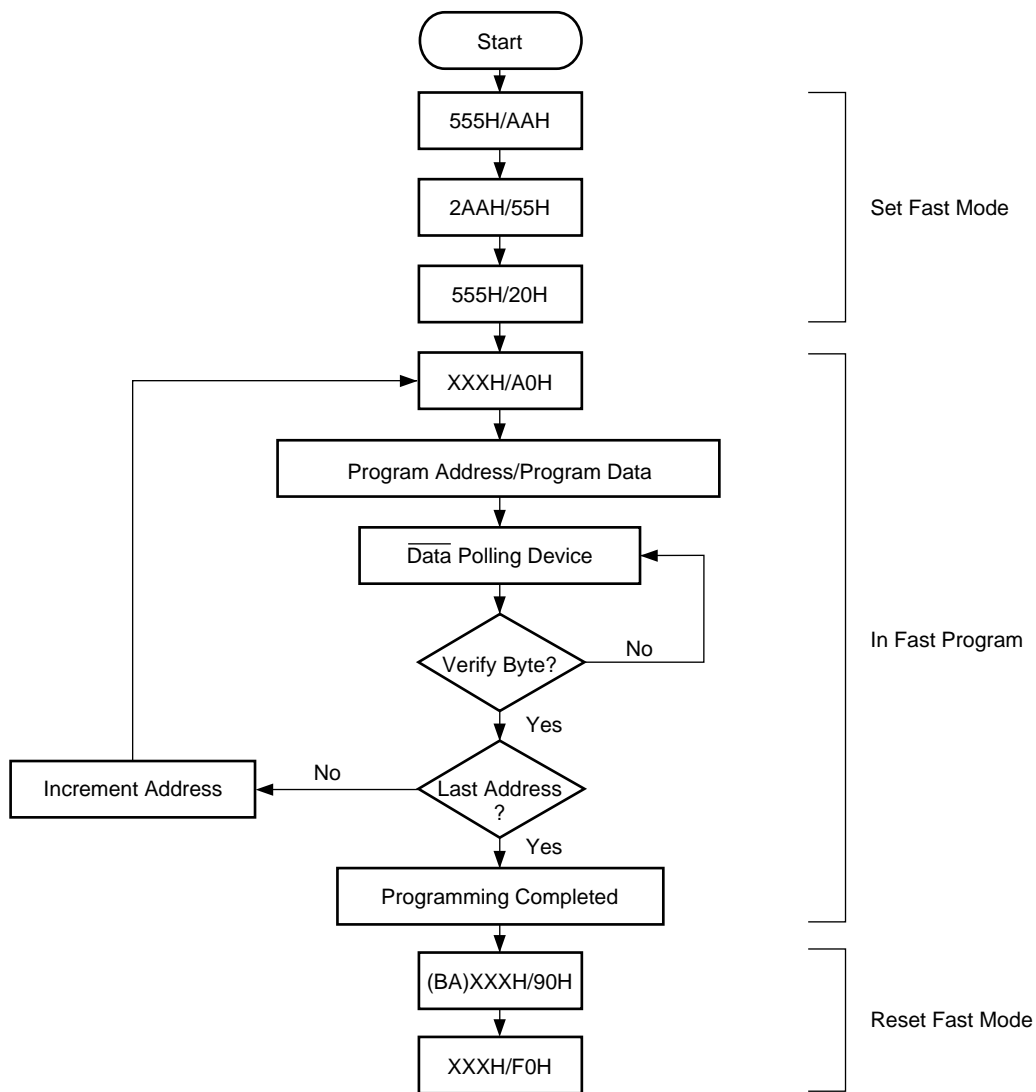 Start
555H/AAH
2AAH/55H
Set Fast Mode
555H/20H
XXXH/A0H
Program Address/Program Data
Data Polling Device
In Fast Program
Verify Byte?
No
Yes
Increment Address
No
Last Address
?
Yes
Programming Completed
(BA)XXXH/90H
Reset Fast Mode
XXXH/F0H